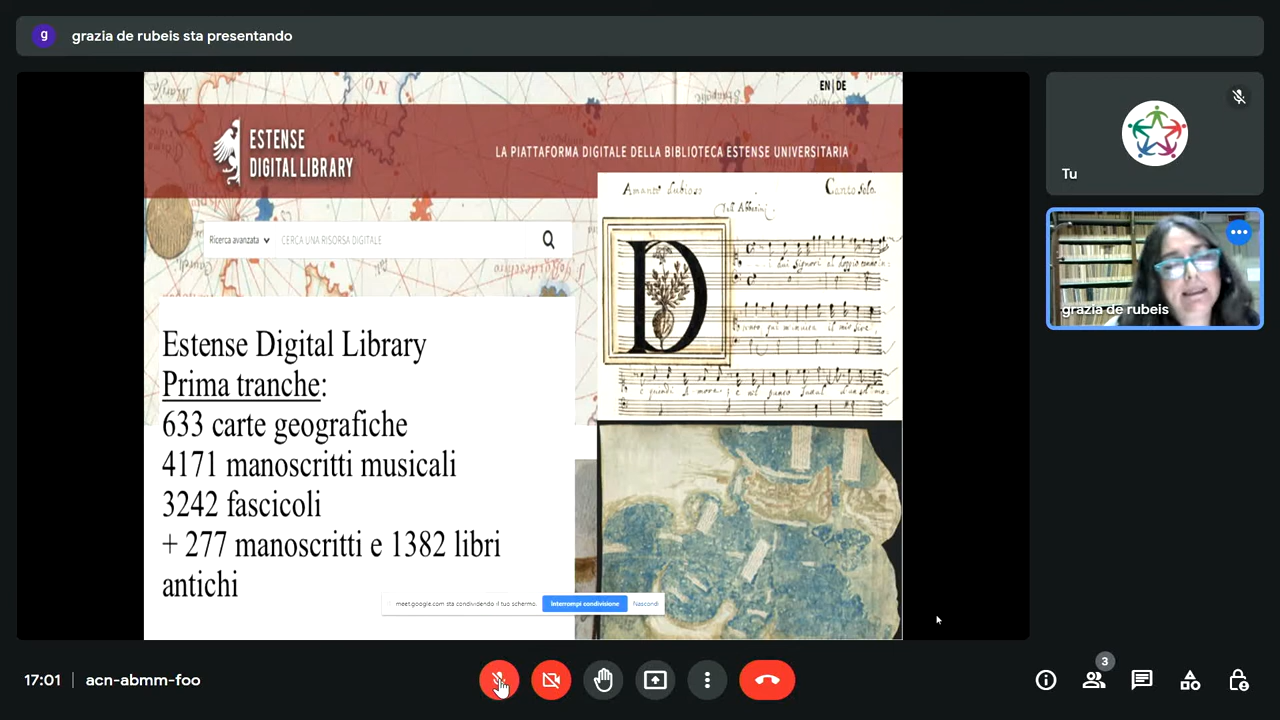 g
grazia de rubeis sta presentando
EN|DE
ESTENSE
DIGITAL LIBRARY
LA PIATTAFORMA DIGITALE DELLA BIBLIOTECA ESTENSE UNIVERSITARIA
Ricerca avanzata
CERCA UNA RISORSA DIGITALE
Canto solo
Estense Digital Library
Prima tranche:
633 carte geografiche
4171 manoscritti musicali
3242 fascicoli
+ 277 manoscritti e 1382 libri
antichi
D
meet.google.com sta condividendo il tuo schermo.
Interrompi condivisione
Nascondi
Tu
grazia de rubeis
17:01
acn-abmm-foo
3